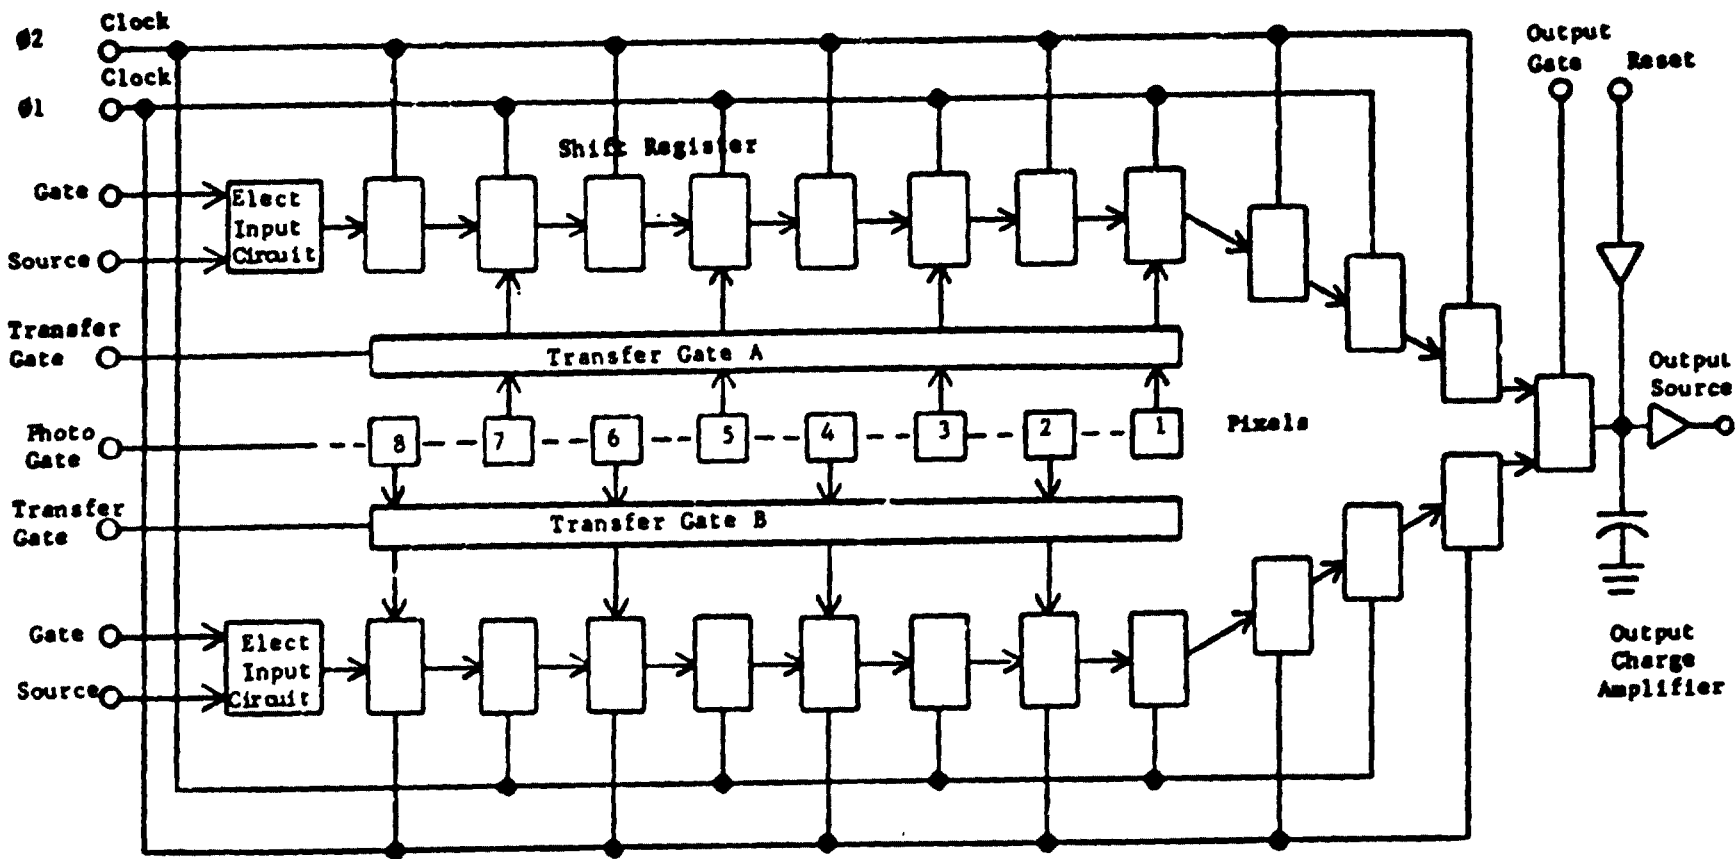 Ø2
Clock
Clock
Ø1
Output
Gate
Reset
Shift Register
Gate
Source
Elect
Input
Circuit
Transfer
Gate
Transfer Gate A
Output
Source
Photo
Gate
8
7
6
5
4
3
2
1
Pixels
Transfer
Gate
Transfer Gate B
Gate
Source
Elect
Input
Circuit
Output
Charge
Amplifier